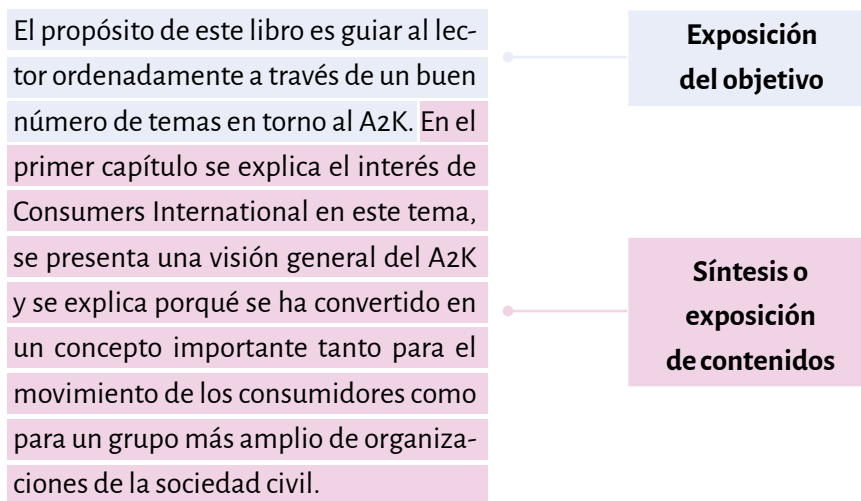 El propósito de este libro es guiar al lec-
tor ordenadamente a través de un buen
número de temas en torno al A2K. En el
primer capítulo se explica el interés de
Consumers International en este tema,
se presenta una visión general del A2K
y se explica porqué se ha convertido en
un concepto importante tanto para el
movimiento de los consumidores como
para un grupo más amplio de organiza-
ciones de la sociedad civil.
Exposición
del objetivo
Síntesis o
exposición
de contenidos